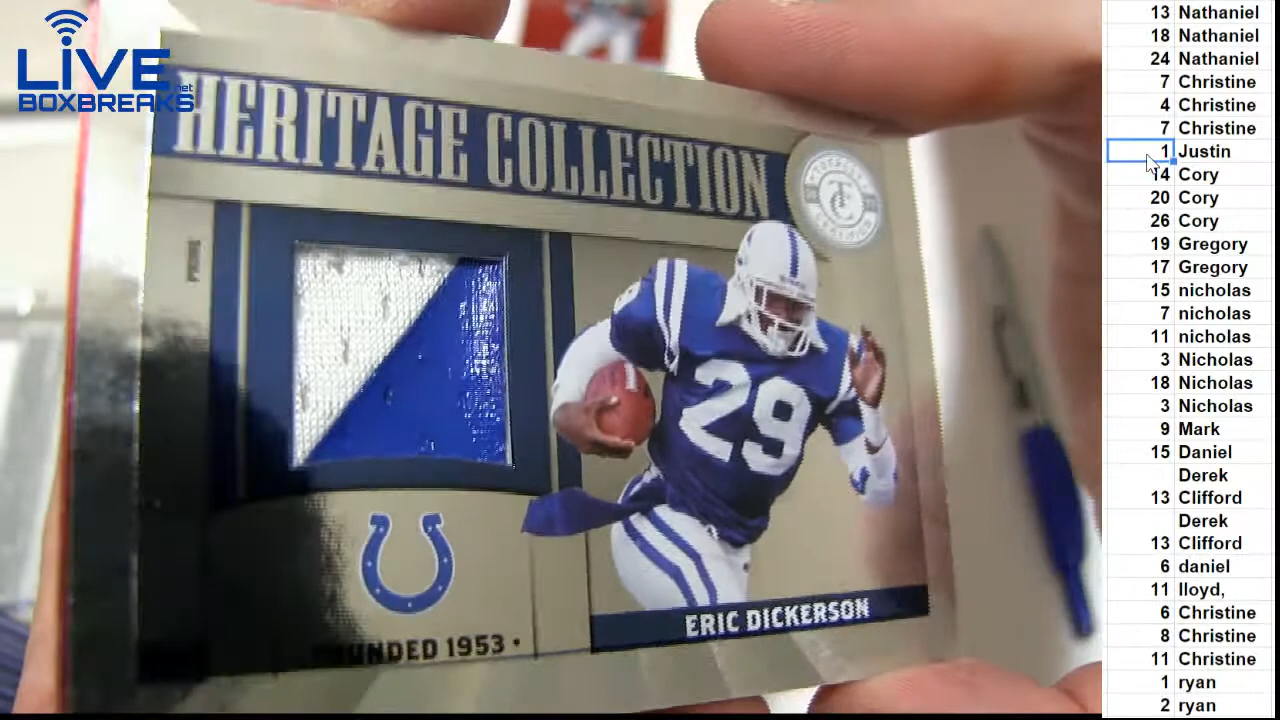 LIVE
.net
BOXBREAKS
HERITAGE COLLECTION
TOTALLY
CERTIFIED
PRIME
29
29
UNDED 1953 •
ERIC DICKERSON
13 Nathaniel
18 Nathaniel
24 Nathaniel
7 Christine
4 Christine
7 Christine
1 Justin
14 Cory
20 Cory
26 Cory
19 Gregory
17 Gregory
15 nicholas
7 nicholas
11 nicholas
3 Nicholas
18 Nicholas
3 Nicholas
9 Mark
15 Daniel
Derek
13 Clifford
Derek
13 Clifford
6 daniel
11 lloyd,
6 Christine
8 Christine
11 Christine
1 ryan
2 ryan